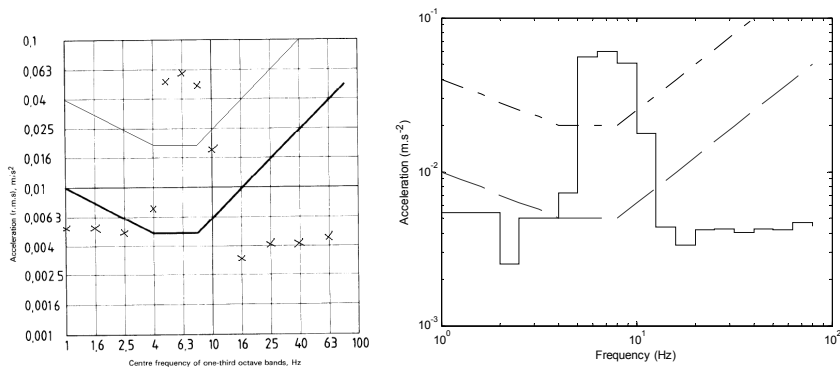 0,1
0,063
0,04
0,025
0,016
0,01
0,006 3
0,004
0,002 5
0,0016
0,001
Acceleration (r.m.s), m/s²
1 1,6 2,5 4 6,3 10 16 25 40 63 100
Centre frequency of one-third octave bands, Hz
10⁻¹
10⁻²
10⁻³
Acceleration (m.s⁻²)
10⁰ 10¹ 10²
Frequency (Hz)